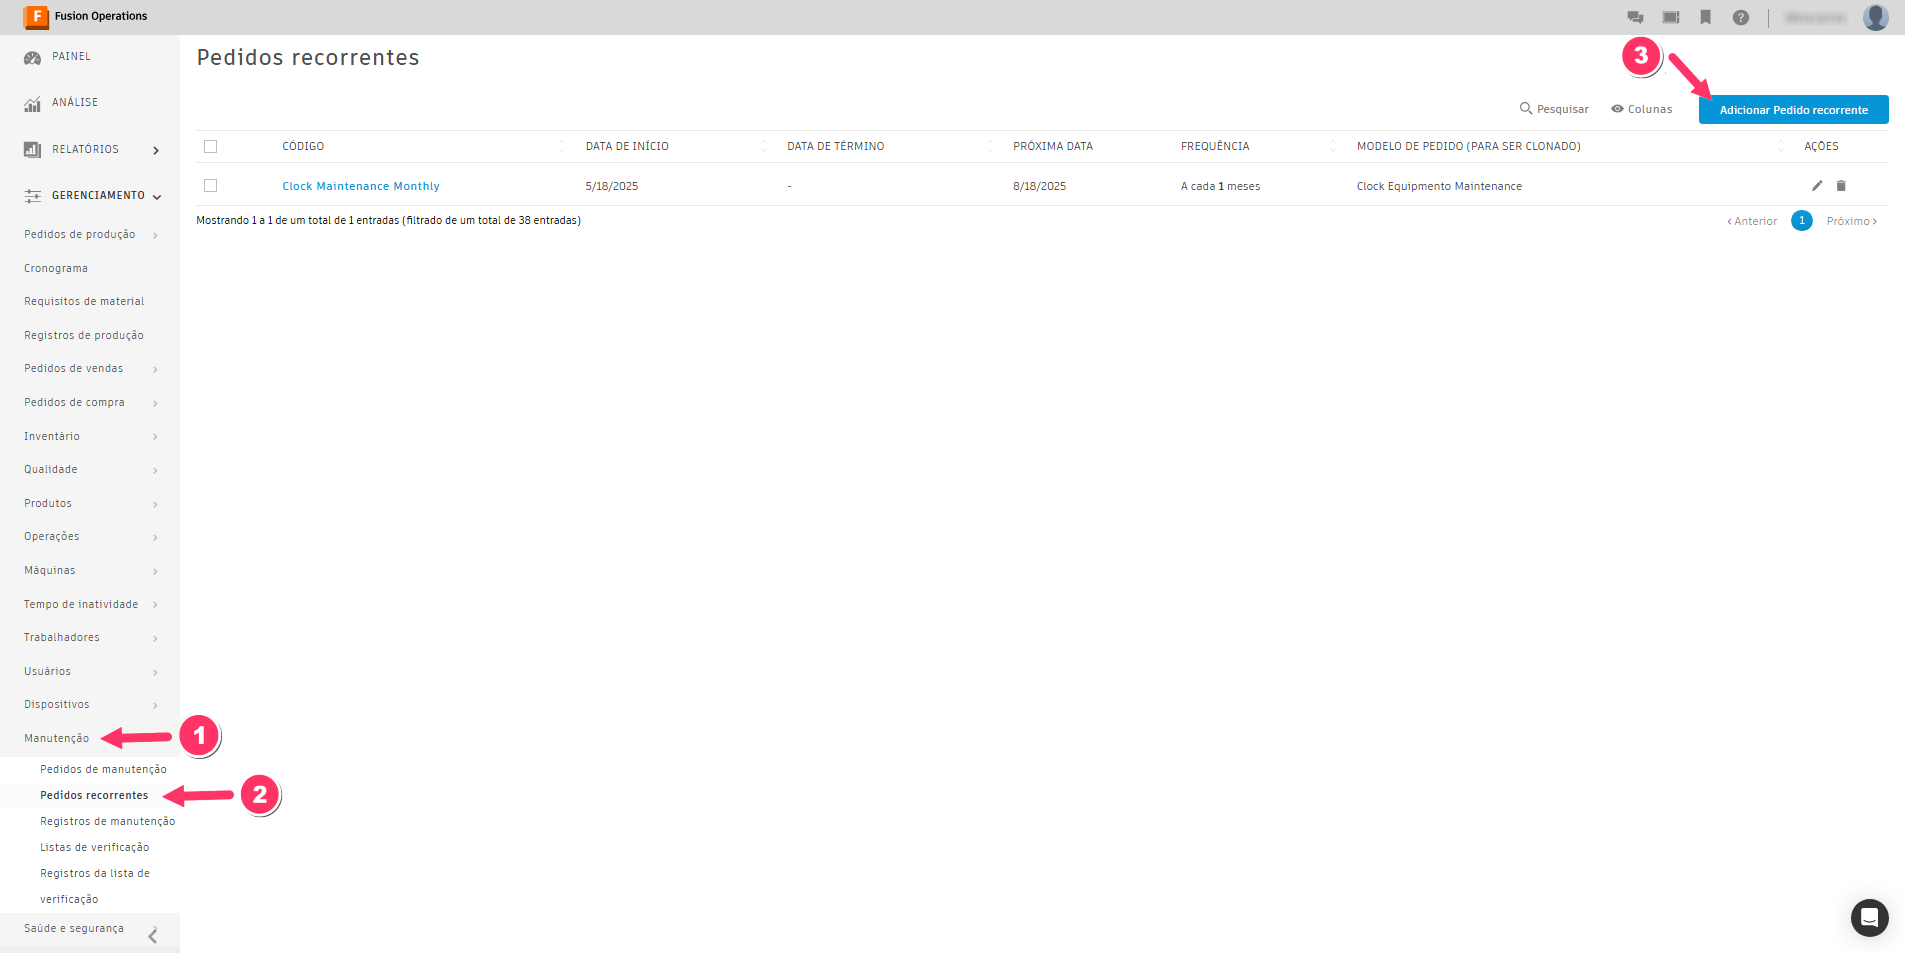 F Fusion Operations
PAINEL
ANÁLISE
RELATÓRIOS
GERENCIAMENTO
Pedidos de produção
Cronograma
Requisitos de material
Registros de produção
Pedidos de vendas
Pedidos de compra
Inventário
Qualidade
Produtos
Operações
Máquinas
Tempo de inatividade
Trabalhadores
Usuários
Dispositivos
Manutenção
1
Pedidos de manutenção
Pedidos recorrentes
2
Registros de manutenção
Listas de verificação
Registros da lista de
verificação
Saúde e segurança
Pedidos recorrentes
3
Pesquisar Colunas Adicionar Pedido recorrente
CÓDIGO DATA DE INÍCIO DATA DE TÉRMINO PRÓXIMA DATA FREQUÊNCIA MODELO DE PEDIDO (PARA SER CLONADO) AÇÕES
Clock Maintenance Monthly 5/18/2025 - 8/18/2025 A cada 1 meses Clock Equipmento Maintenance
Mostrando 1 a 1 de um total de 1 entradas (filtrado de um total de 38 entradas)
‹ Anterior 1 Próximo ›